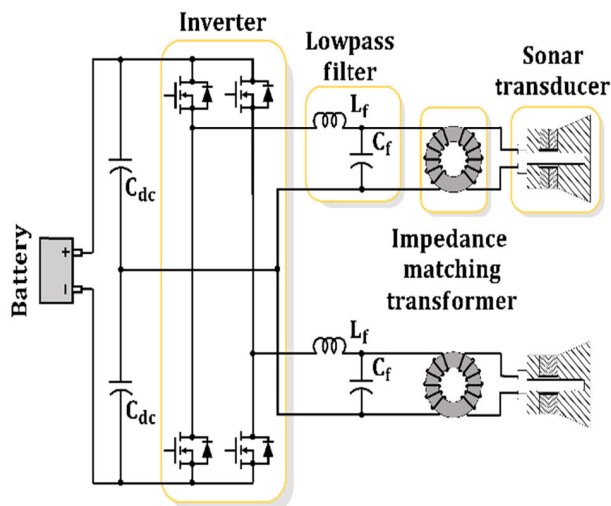 Inverter
Lowpass
filter
Sonar
transducer
L_f
C_f
C_dc
+
−
Battery
Impedance
matching
transformer
L_f
C_f
C_dc